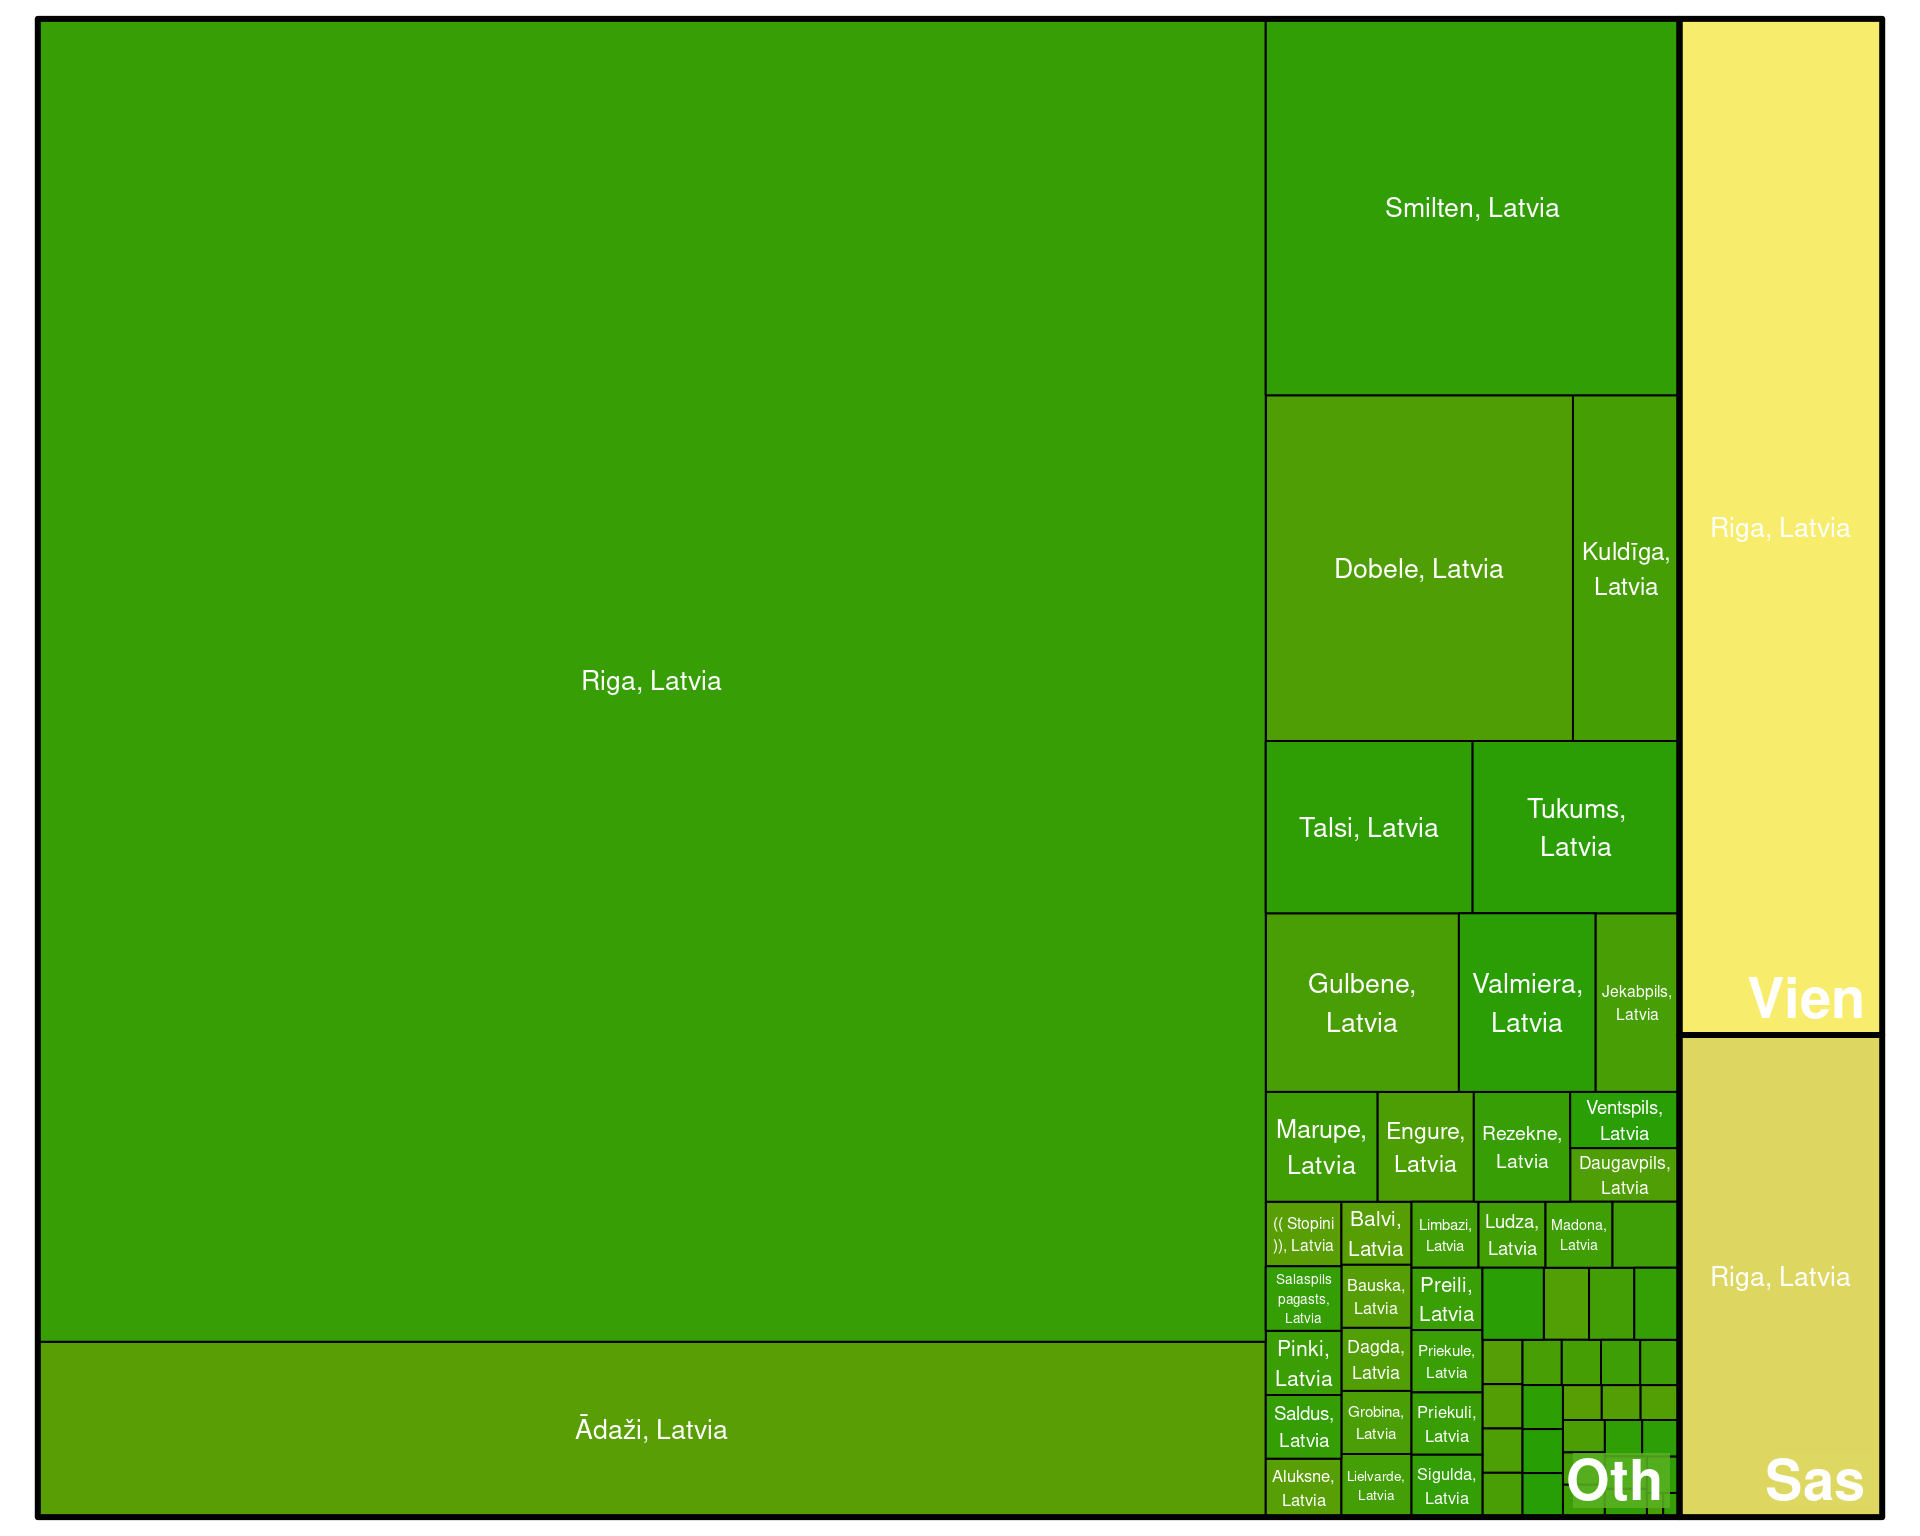 Riga, Latvia
Ādaži, Latvia
Smilten, Latvia
Dobele, Latvia
Kuldīga,
Latvia
Talsi, Latvia
Tukums,
Latvia
Gulbene,
Latvia
Valmiera,
Latvia
Jekabpils,
Latvia
Marupe,
Latvia
Engure,
Latvia
Rezekne,
Latvia
Ventspils,
Latvia
Daugavpils,
Latvia
(( Stopini
)), Latvia
Balvi,
Latvia
Limbazi,
Latvia
Ludza,
Latvia
Madona,
Latvia
Salaspils
pagasts,
Latvia
Bauska,
Latvia
Preili,
Latvia
Pinki,
Latvia
Dagda,
Latvia
Priekule,
Latvia
Saldus,
Latvia
Grobina,
Latvia
Priekuli,
Latvia
Aluksne,
Latvia
Lielvarde,
Latvia
Sigulda,
Latvia
Oth
Riga, Latvia
Vien
Riga, Latvia
Sas